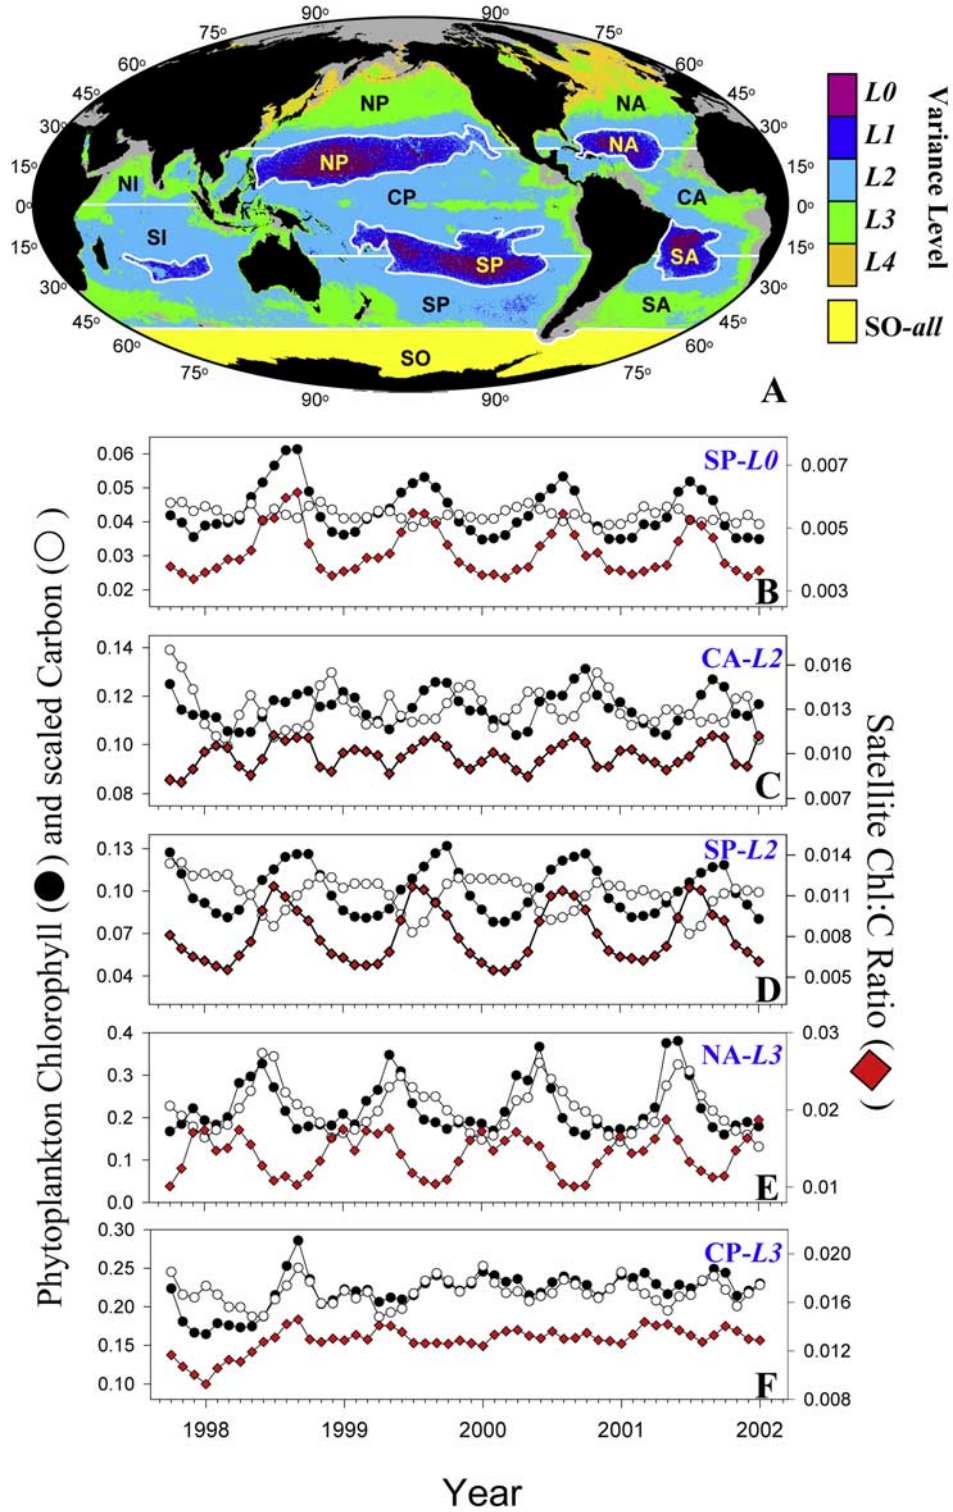 90°
90°
75°
75°
60°
60°
45°
45°
30°
30°
15°
15°
0°
0°
15°
15°
30°
30°
45°
45°
60°
60°
75°
75°
90°
90°
NP
NA
NP
NA
NI
CP
CA
SI
SP
SA
SP
SA
SO
L0
L1
L2
L3
L4
SO-all
Variance Level
A
Phytoplankton Chlorophyll (●) and scaled Carbon (○)
Satellite Chl:C Ratio (◆)
SP-L0
0.06
0.05
0.04
0.03
0.02
0.007
0.005
0.003
B
CA-L2
0.14
0.12
0.10
0.08
0.016
0.013
0.010
0.007
C
SP-L2
0.13
0.10
0.07
0.04
0.014
0.011
0.008
0.005
D
NA-L3
0.4
0.3
0.2
0.1
0.0
0.03
0.02
0.01
E
CP-L3
0.30
0.25
0.20
0.15
0.10
0.020
0.016
0.012
0.008
F
1998 1999 2000 2001 2002
Year